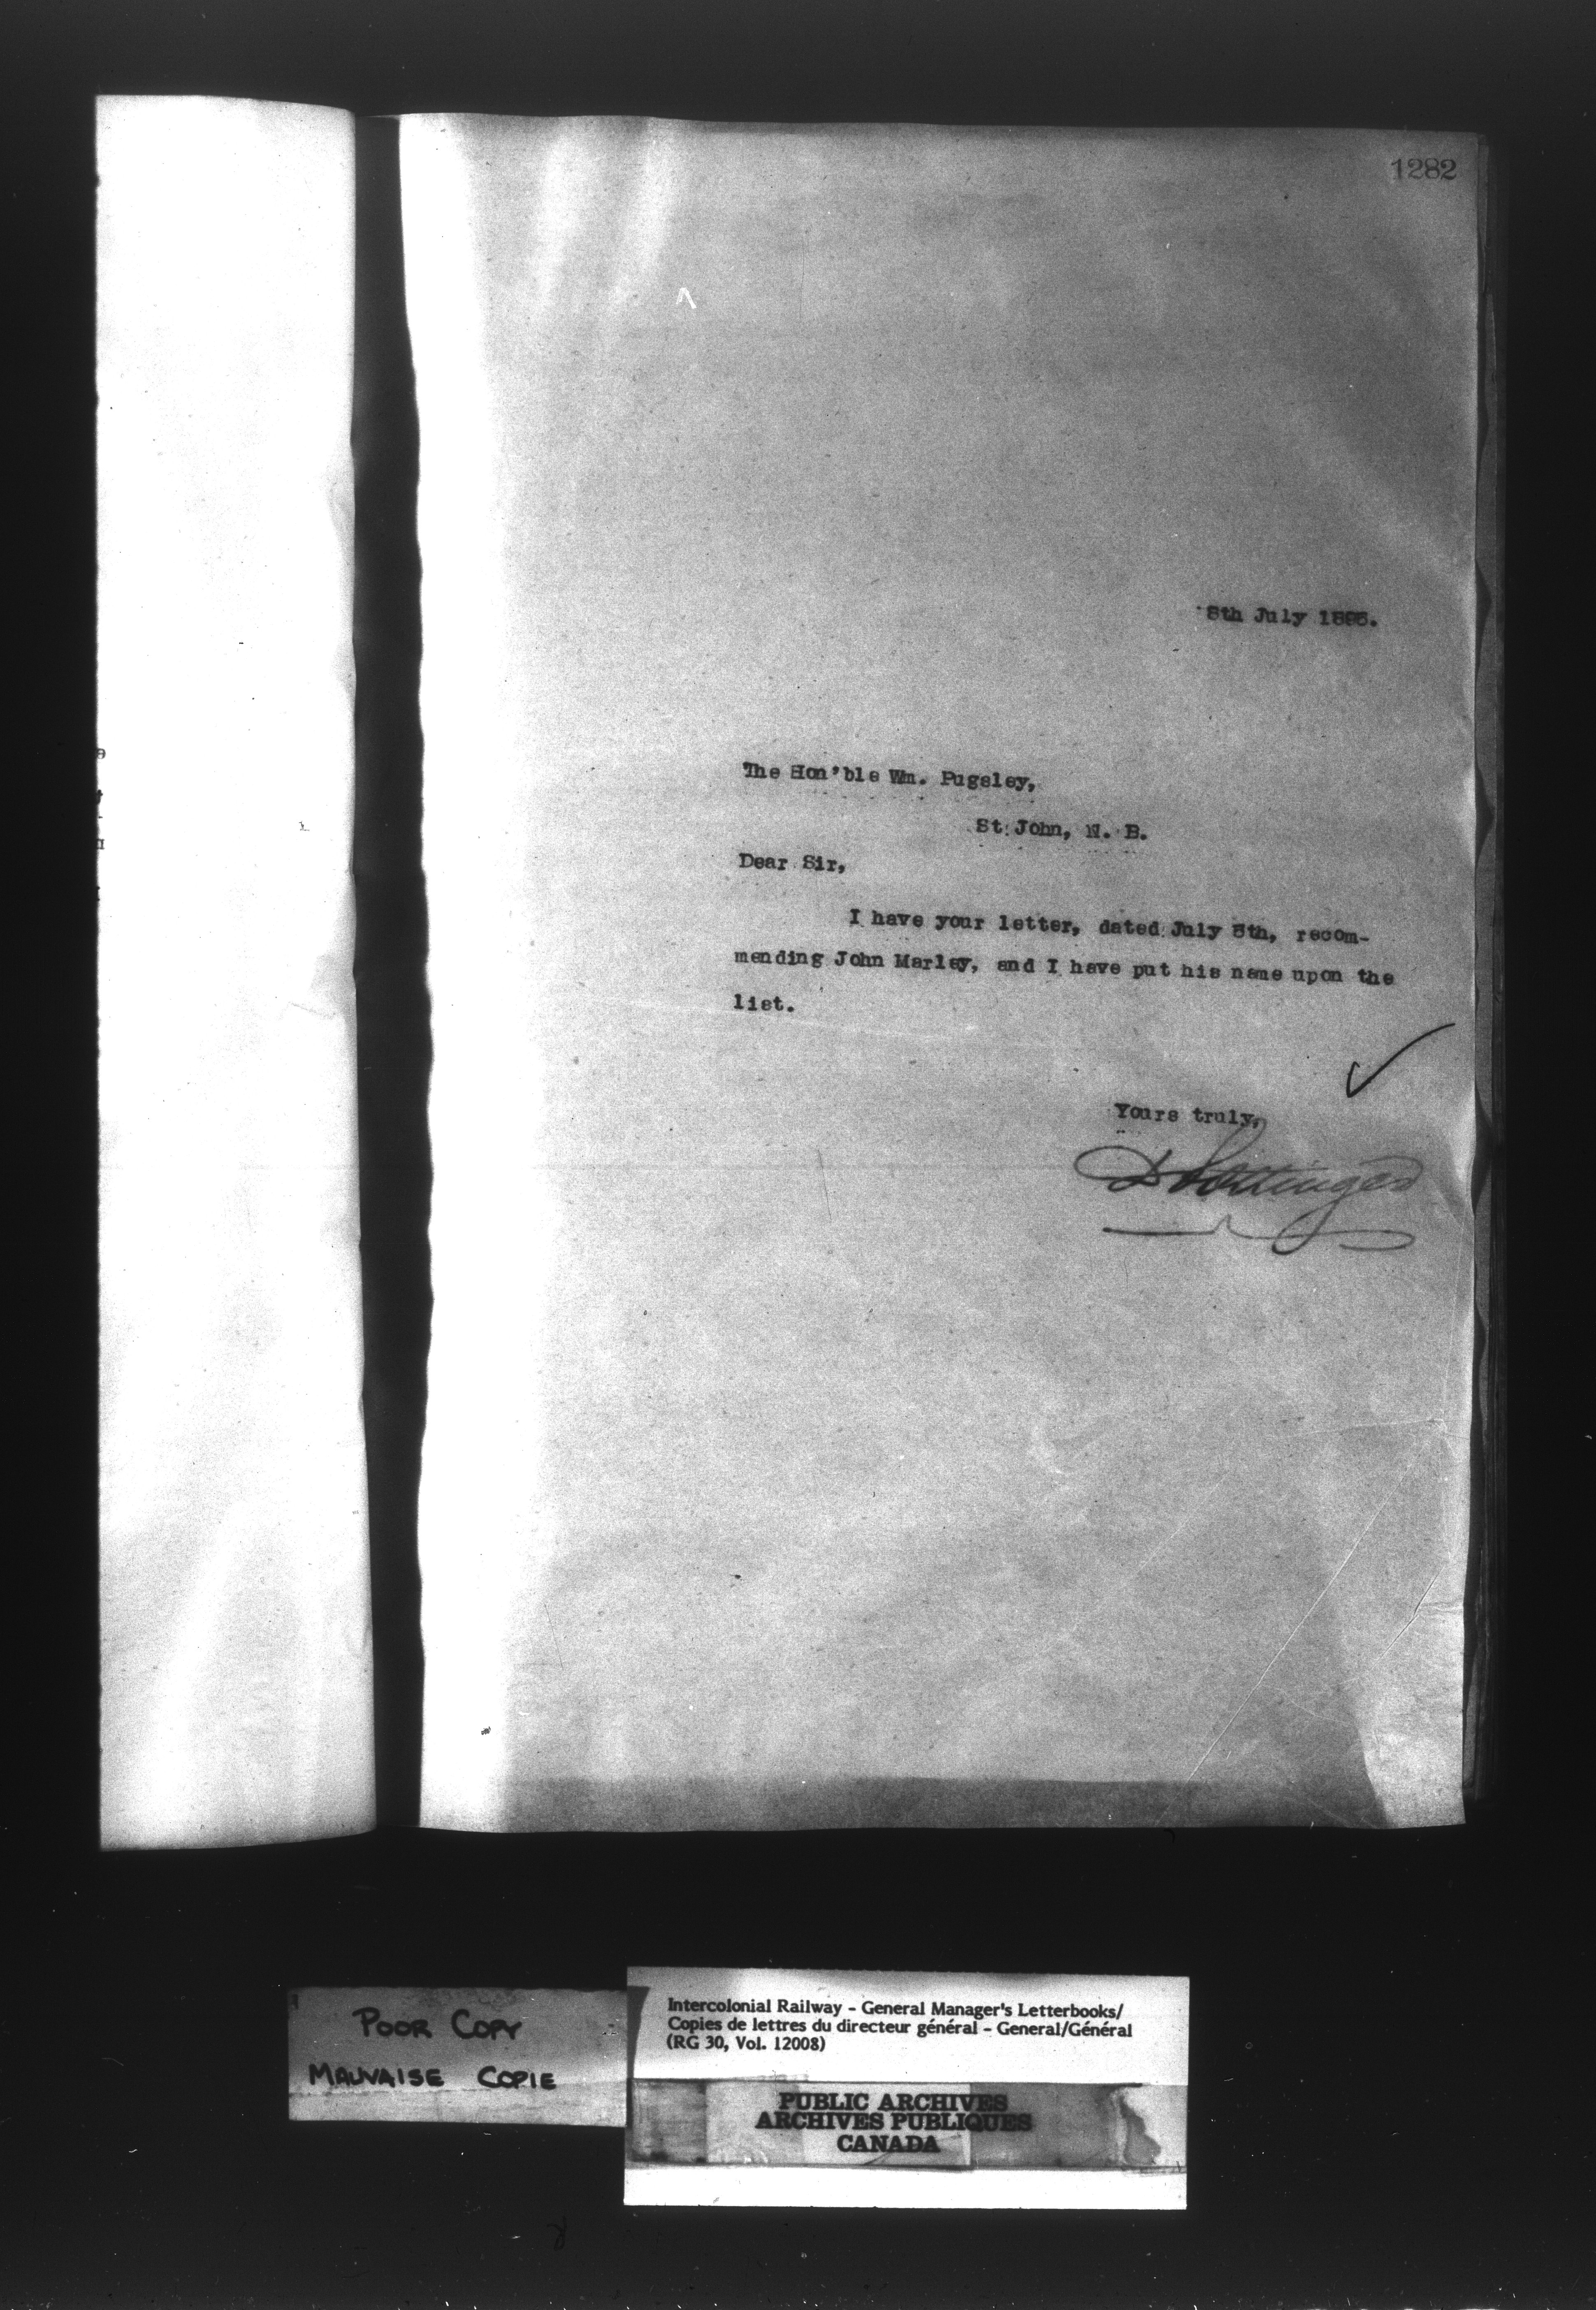 1282
8th July 1895.
The Hon'ble Wm. Pugsley,
St. John, N. B.
Dear Sir,
I have your letter, dated July 5th, recom-
mending John Marley, and I have put his name upon the
list.
Yours truly,
D Pottinger
POOR COPY
MAUVAISE COPIE
Intercolonial Railway - General Manager's Letterbooks/
Copies de lettres du directeur général - General/Général
(RG 30, Vol. 12008)
PUBLIC ARCHIVES
ARCHIVES PUBLIQUES
CANADA